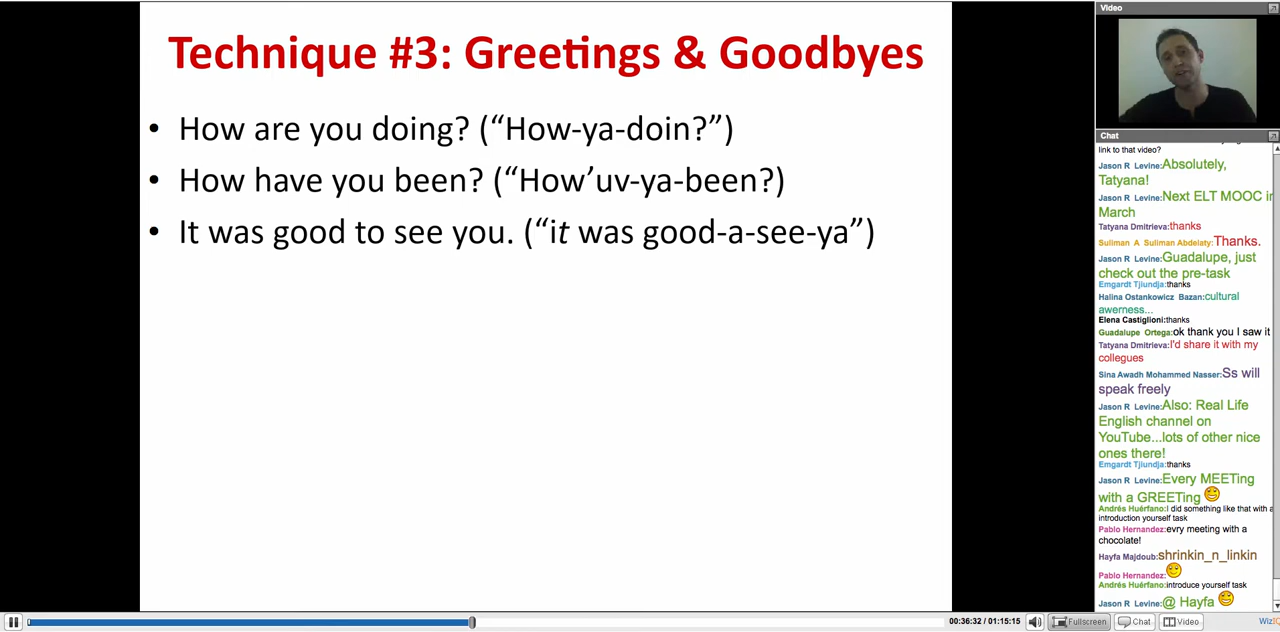 Technique #3: Greetings & Goodbyes
• How are you doing? (“How-ya-doin?”)
• How have you been? (“How’uv-ya-been?)
• It was good to see you. (“it was good-a-see-ya”)
Video
Chat
link to that video?
Jason R Levine:Absolutely,
Tatyana!
Jason R Levine:Next ELT MOOC in
March
Tatyana Dmitrieva:thanks
Suliman A Suliman Abdelaty:Thanks.
Jason R Levine:Guadalupe, just
check out the pre-task
Emgardt Tjiundja:thanks
Halina Ostankowicz Bazan:cultural
awerness...
Elena Castiglioni:thanks
Guadalupe Ortega:ok thank you I saw it
Tatyana Dmitrieva:I'd share it with my
collegues
Sina Awadh Mohammed Nasser:Ss will
speak freely
Jason R Levine:Also: Real Life
English channel on
YouTube...lots of other nice
ones there!
Emgardt Tjiundja:thanks
Jason R Levine:Every MEETing
with a GREETing
Andrés Huérfano:I did something like that with a
introduction yourself task
Pablo Hernandez:evry meeting with a
chocolate!
Hayfa Majdoub:shrinkin_n_linkin
Pablo Hernandez:
Andrés Huérfano:introduce yourself task
Jason R Levine:@ Hayfa
00:36:32 / 01:15:15
Fullscreen
Chat
Video
WizIQ